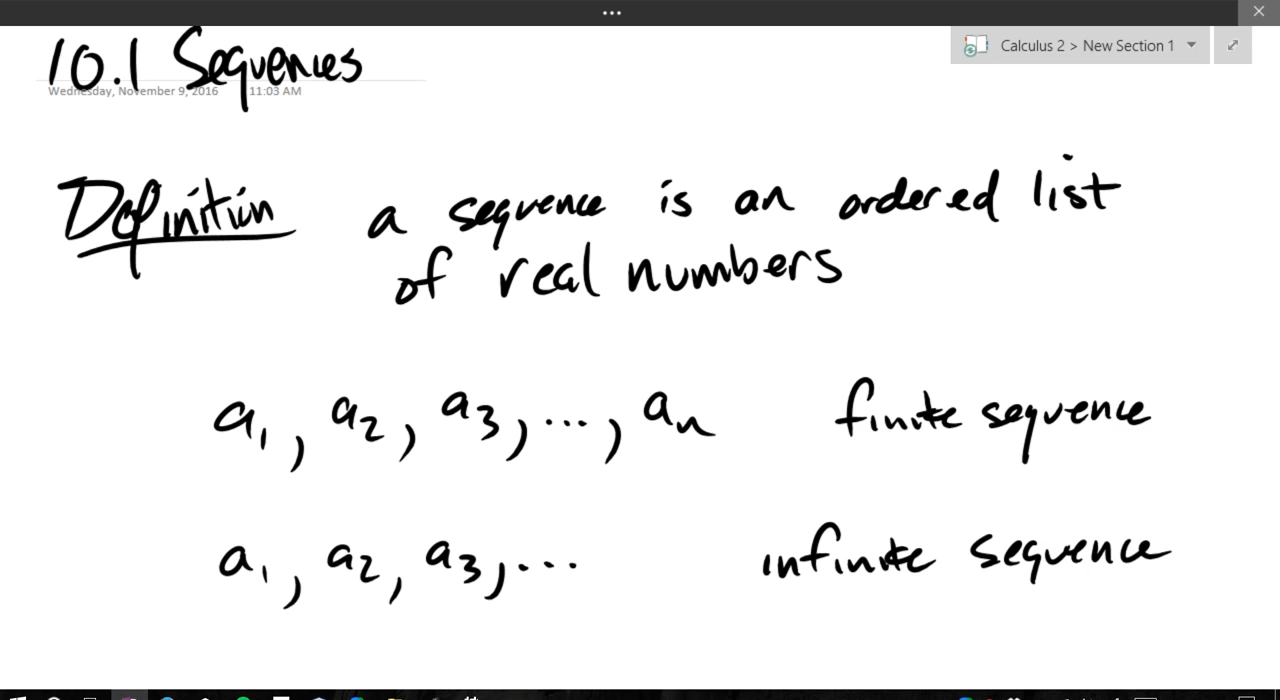 ...
Calculus 2 > New Section 1
10.1 Sequences
Wednesday, November 9, 2016 11:03 AM
Definition a sequence is an ordered list
of real numbers
a₁, a₂, a₃, ..., aₙ finite sequence
a₁, a₂, a₃, ... infinite sequence